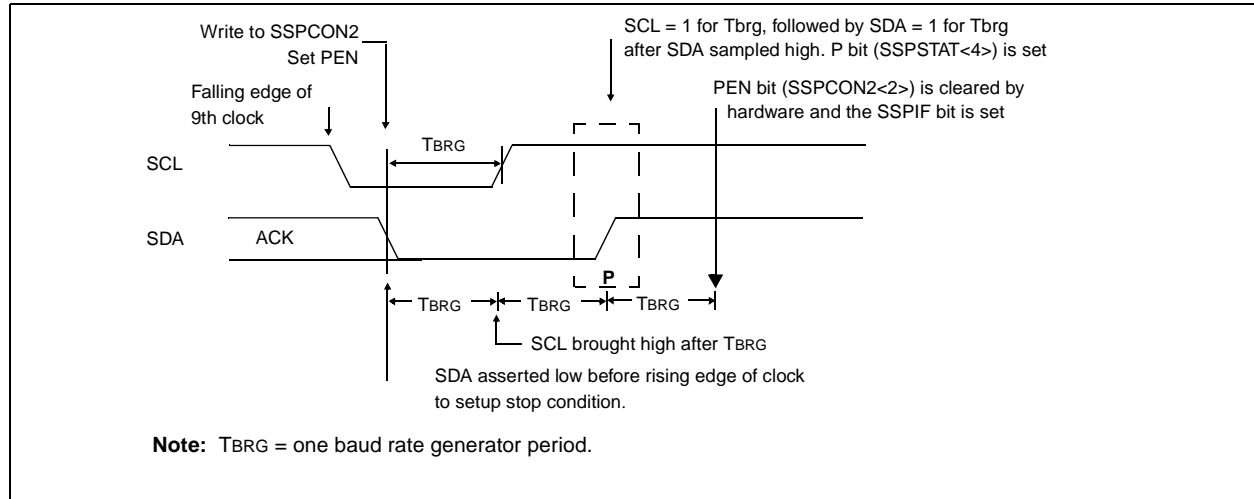 Write to SSPCON2
Set PEN
SCL = 1 for Tbrg, followed by SDA = 1 for Tbrg
after SDA sampled high. P bit (SSPSTAT<4>) is set
Falling edge of
9th clock
PEN bit (SSPCON2<2>) is cleared by
hardware and the SSPIF bit is set
TBRG
SCL
SDA
ACK
P
TBRG
TBRG
TBRG
SCL brought high after TBRG
SDA asserted low before rising edge of clock
to setup stop condition.
Note: TBRG = one baud rate generator period.